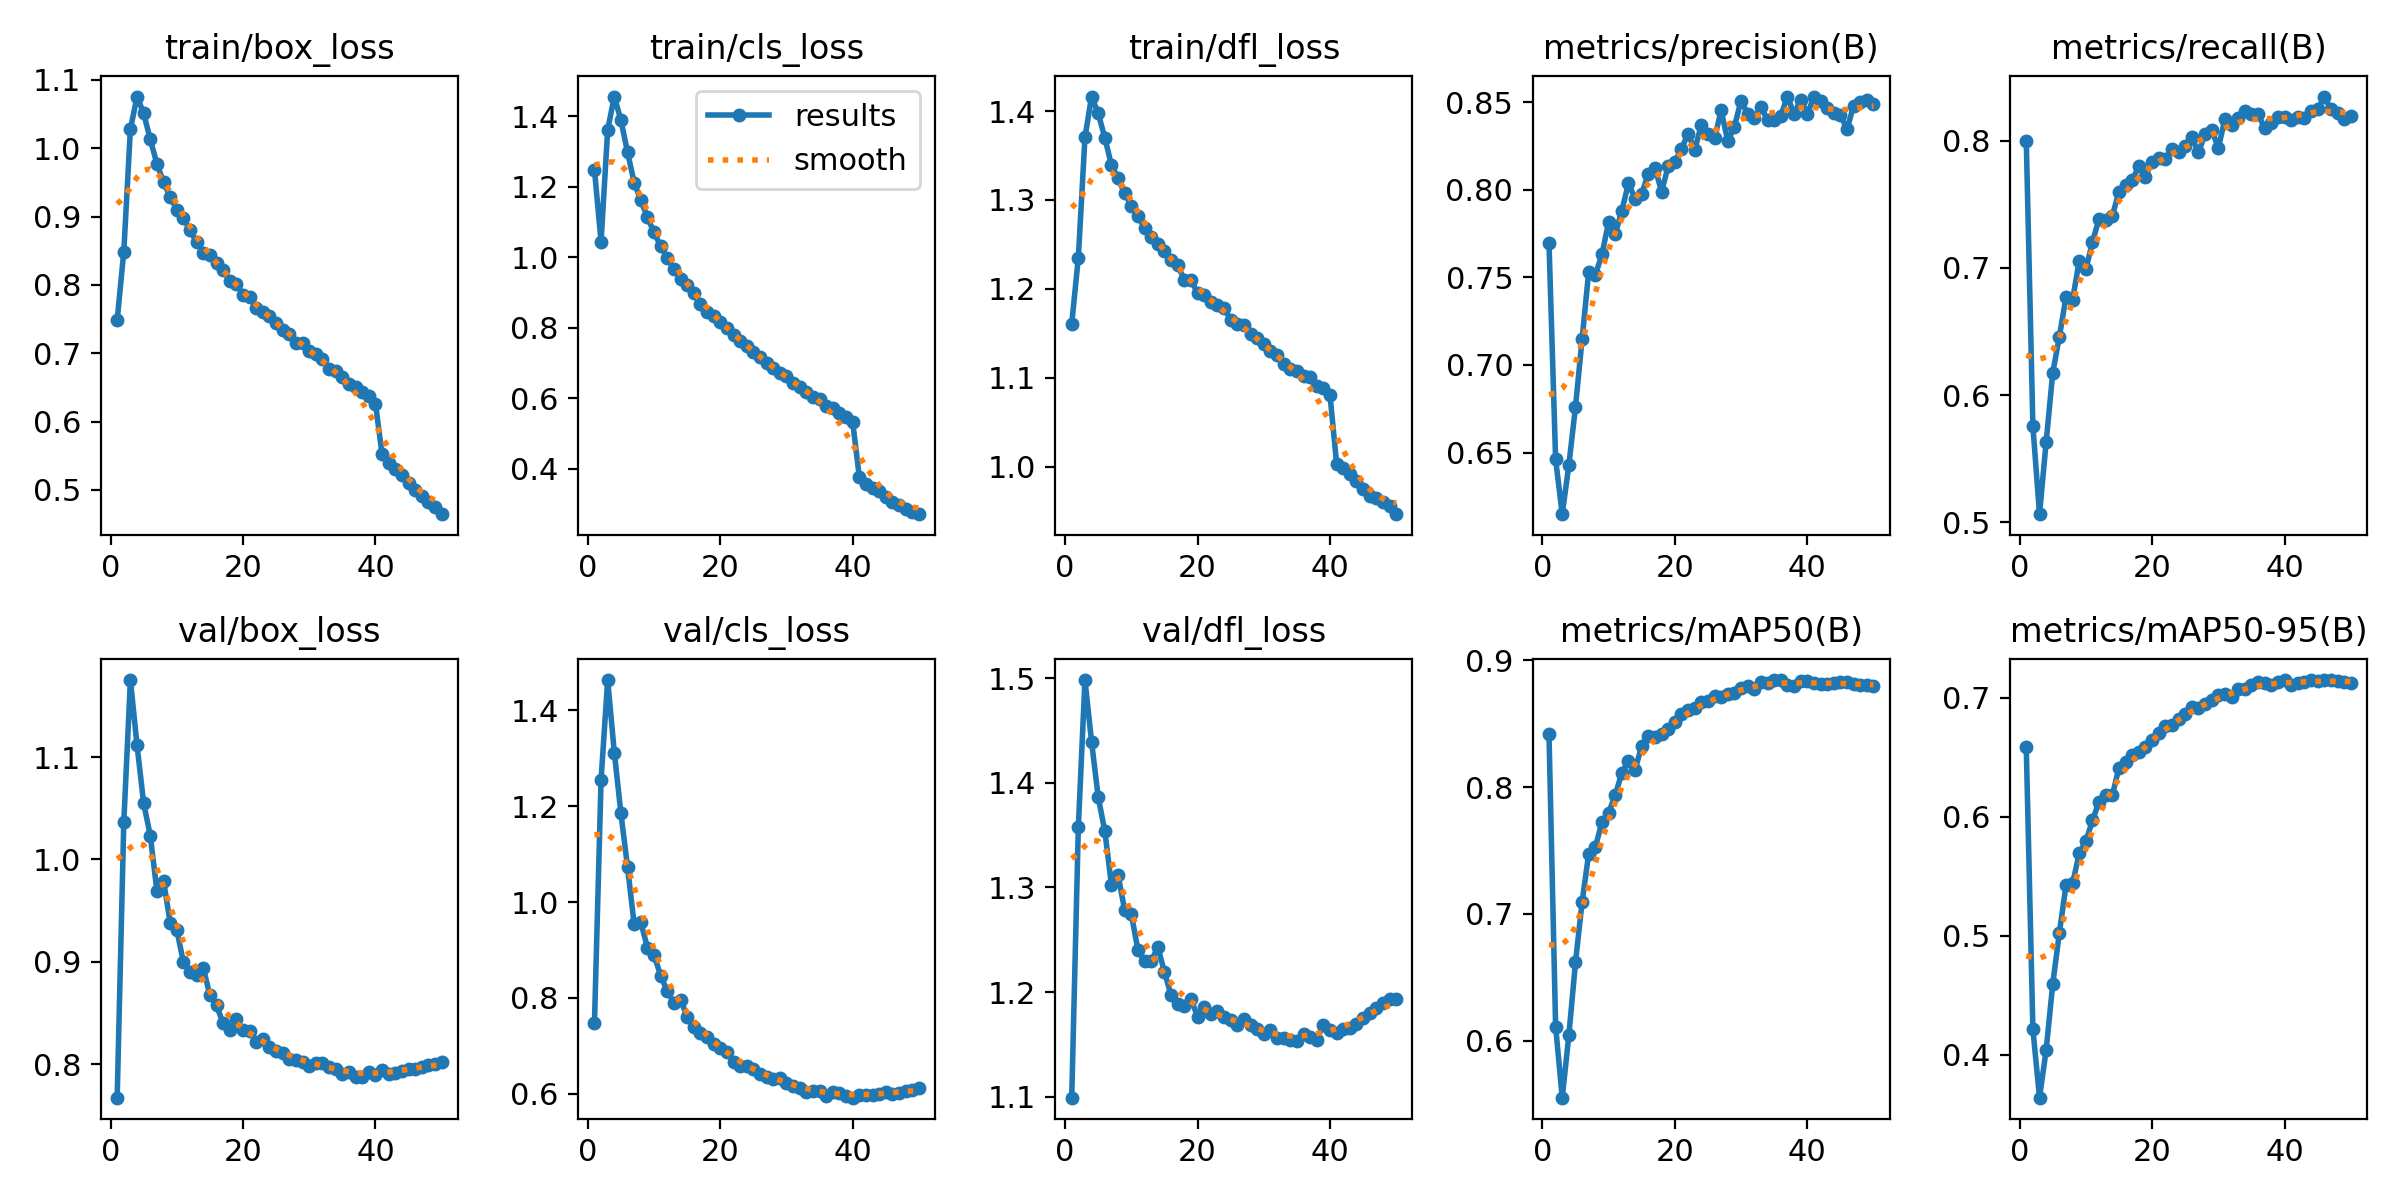 train/box_loss
1.1
1.0
0.9
0.8
0.7
0.6
0.5
0 20 40
train/cls_loss
results
smooth
1.4
1.2
1.0
0.8
0.6
0.4
0 20 40
train/dfl_loss
1.4
1.3
1.2
1.1
1.0
0 20 40
metrics/precision(B)
0.85
0.80
0.75
0.70
0.65
0 20 40
metrics/recall(B)
0.8
0.7
0.6
0.5
0 20 40
val/box_loss
1.1
1.0
0.9
0.8
0 20 40
val/cls_loss
1.4
1.2
1.0
0.8
0.6
0 20 40
val/dfl_loss
1.5
1.4
1.3
1.2
1.1
0 20 40
metrics/mAP50(B)
0.9
0.8
0.7
0.6
0 20 40
metrics/mAP50-95(B)
0.7
0.6
0.5
0.4
0 20 40